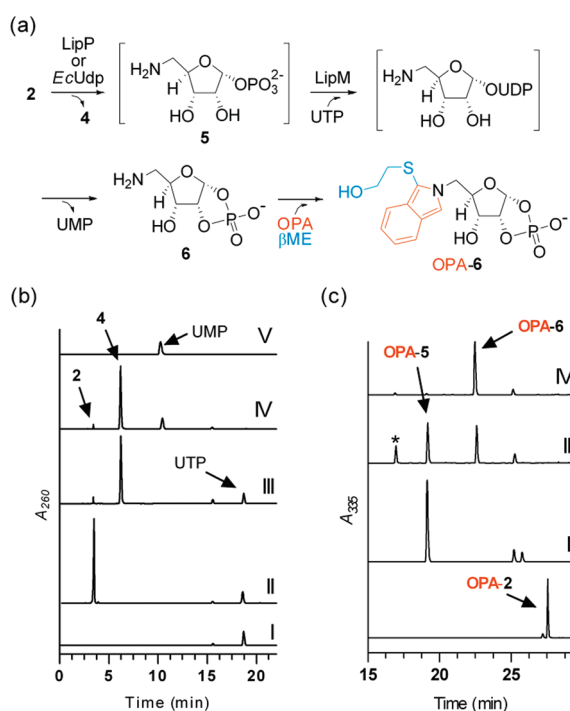 (a)
LipP
or
EcUdp
2
4
H₂N
O
OPO₃²⁻
H
HO OH
5
LipM
UTP
H₂N
O
OUDP
H
HO OH
UMP
H₂N
O
O
H
HO
O
P
O⁻
O
6
OPA
βME
HO
S
N
O
O
H
HO
O
P
O⁻
O
OPA-6
(b)
4
UMP
V
2
IV
UTP
III
II
I
A260
0 5 10 15 20
Time (min)
(c)
OPA-6
OPA-5
IV
*
II
I
OPA-2
A335
15 20 25
Time (min)